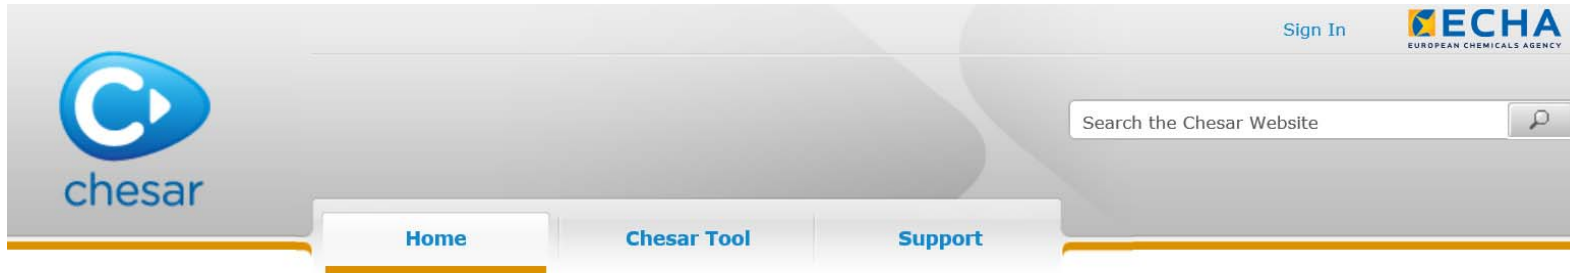 Sign In
ECHA
EUROPEAN CHEMICALS AGENCY
Search the Chesar Website
chesar
Home
Chesar Tool
Support